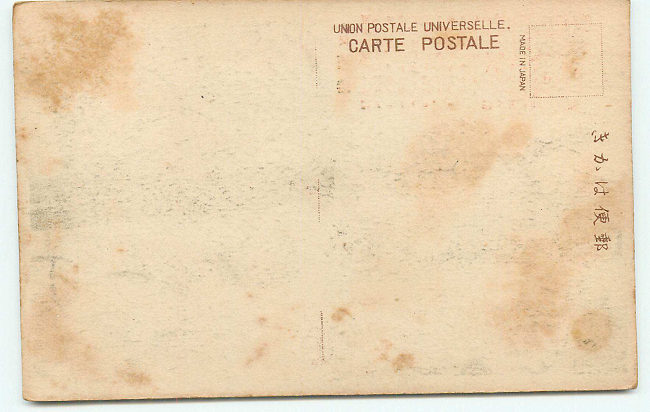 UNION POSTALE UNIVERSELLE.
CARTE POSTALE
MADE IN JAPAN
郵便はかき